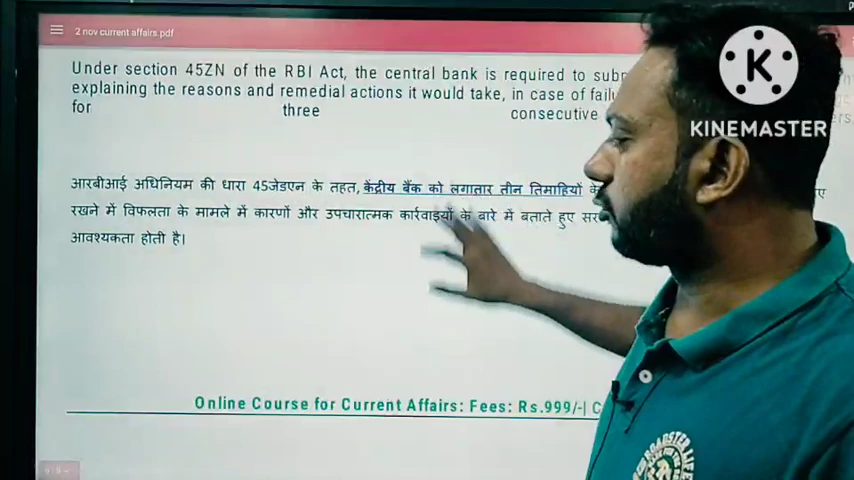 2 nov current affairs.pdf
Under section 45ZN of the RBI Act, the central bank is required to
explaining the reasons and remedial actions it would take, in case of
for three consecutive
आरबीआई अधिनियम की धारा 45जेडएन के तहत, केंद्रीय बैंक को लगातार तीन तिमाहियों
रखने में विफलता के मामले में कारणों और उपचारात्मक कार्रवाइयों के बारे में बताते हुए
आवश्यकता होती है।
Online Course for Current Affairs: Fees: Rs.999/-|
K
KINEMASTER
ROADSTER LIFE